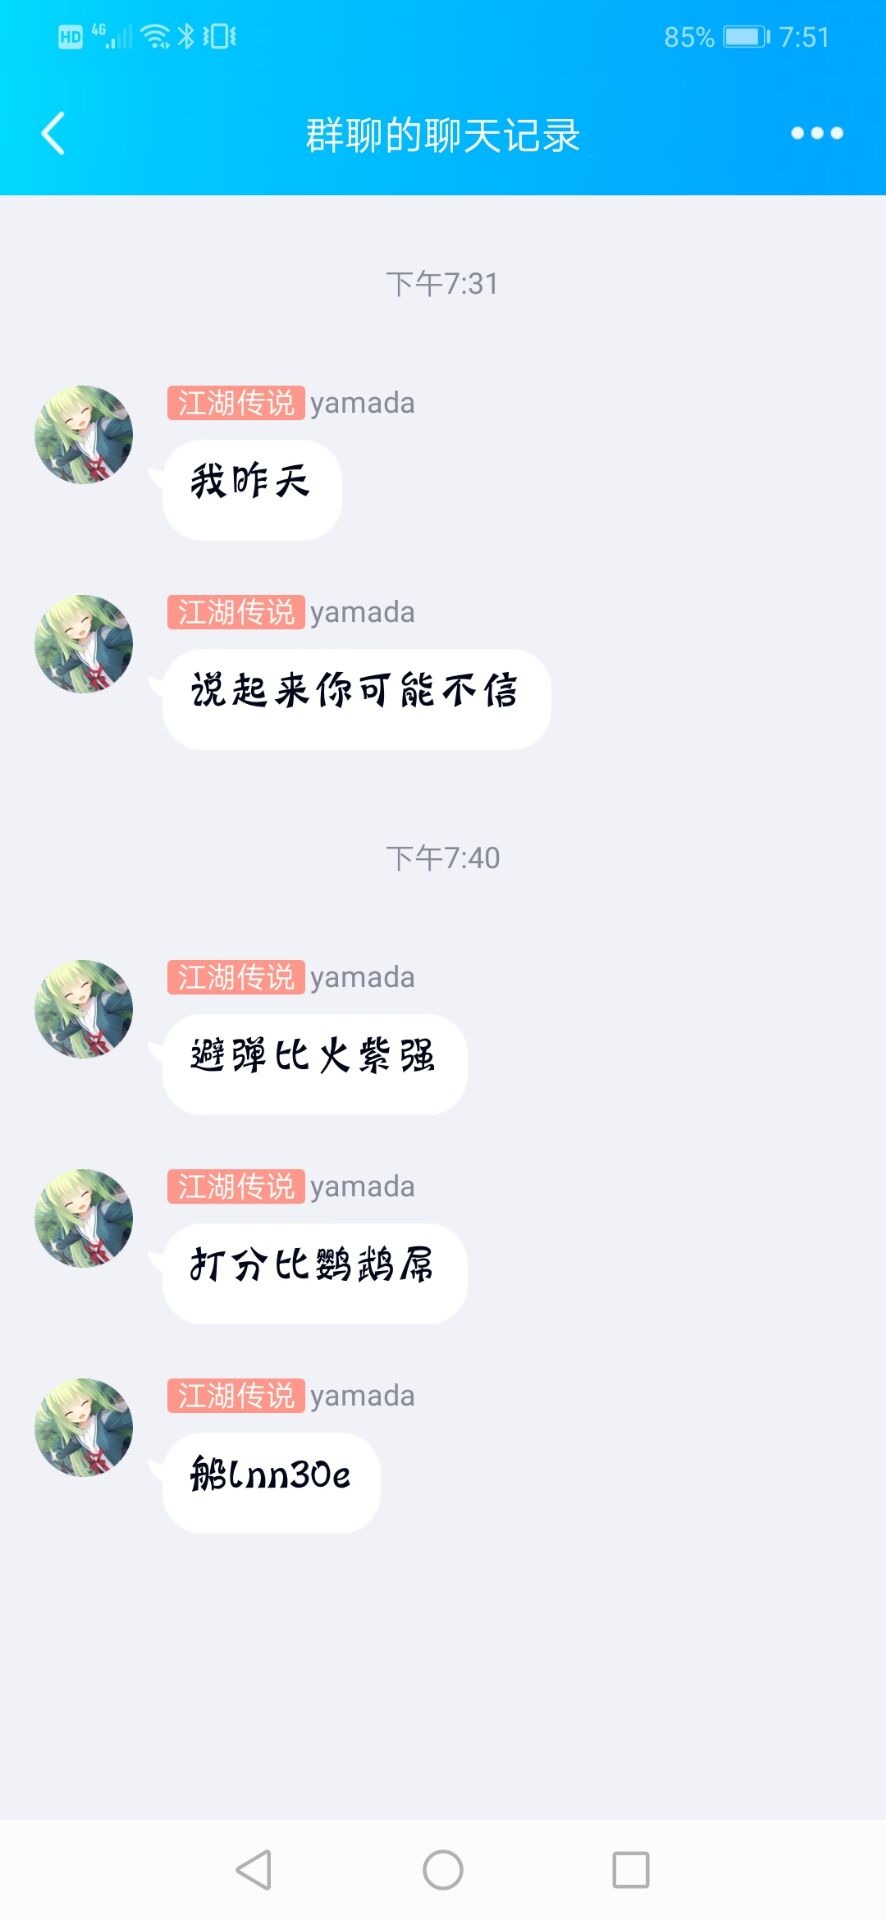 HD 4G 85% 7:51
群聊的聊天记录
下午7:31
江湖传说 yamada
我昨天
江湖传说 yamada
说起来你可能不信
下午7:40
江湖传说 yamada
避弹比火紫强
江湖传说 yamada
打分比鹦鹉屌
江湖传说 yamada
船lnn30e